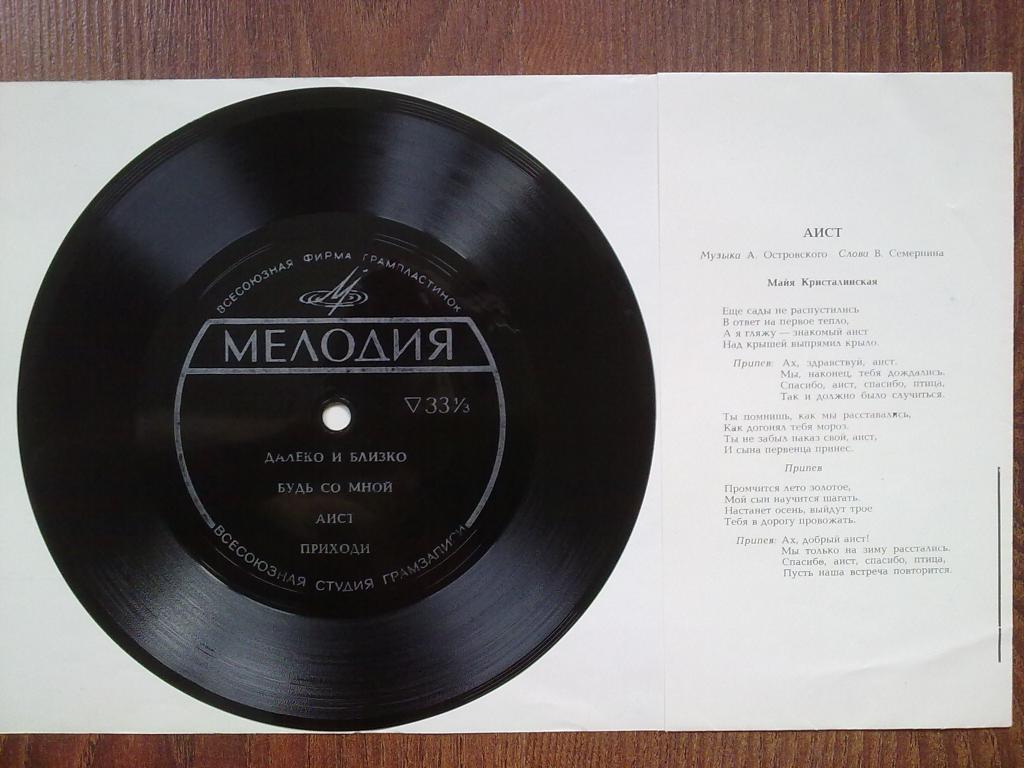 ВСЕСОЮЗНАЯ ФИРМА ГРАМПЛАСТИНОК
МЕЛОДИЯ
▽ 33 ⅓
ДАЛЕКО И БЛИЗКО
БУДЬ СО МНОЙ
АИСТ
ПРИХОДИ
ВСЕСОЮЗНАЯ СТУДИЯ ГРАМЗАПИСИ
АИСТ
Музыка А. Островского Слова В. Семернина
Майя Кристалинская
Еще сады не распустились
В ответ на первое тепло,
А я гляжу — знакомый аист
Над крышей выпрямил крыло.
Припев: Ах, здравствуй, аист.
Мы, наконец, тебя дождались.
Спасибо, аист, спасибо, птица,
Так и должно было случиться.
Ты помнишь, как мы расставались,
Как догонял тебя мороз.
Ты не забыл наказ свой, аист,
И сына первенца принес.
Припев
Промчится лето золотое,
Мой сын научится шагать.
Настанет осень, выйдут трое
Тебя в дорогу провожать.
Припев: Ах, добрый аист!
Мы только на зиму расстались.
Спасибо, аист, спасибо, птица,
Пусть наша встреча повторится.